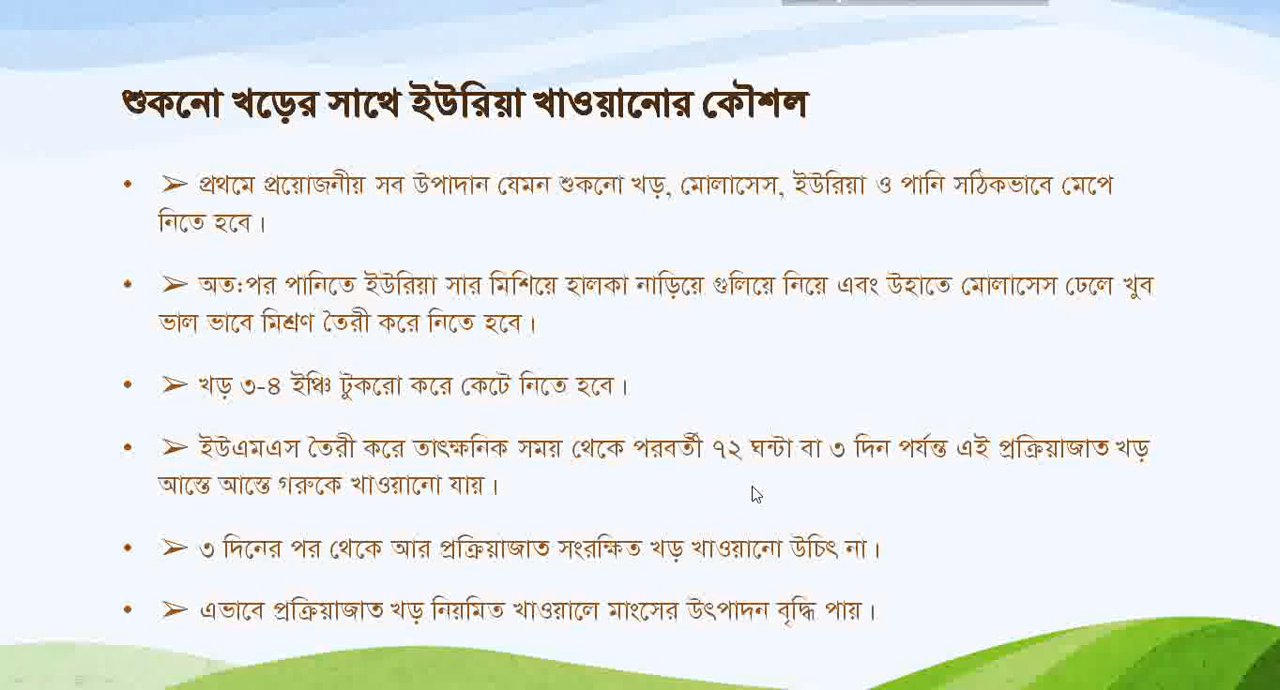 শুকনো খড়ের সাথে ইউরিয়া খাওয়ানোর কৌশল
• ➢ প্রথমে প্রয়োজনীয় সব উপাদান যেমন শুকনো খড়, মোলাসেস, ইউরিয়া ও পানি সঠিকভাবে মেপে
নিতে হবে।
• ➢ অত:পর পানিতে ইউরিয়া সার মিশিয়ে হালকা নাড়িয়ে গুলিয়ে নিয়ে এবং উহাতে মোলাসেস ঢেলে খুব
ভাল ভাবে মিশ্রণ তৈরী করে নিতে হবে।
• ➢ খড় ৩-৪ ইঞ্চি টুকরো করে কেটে নিতে হবে।
• ➢ ইউএমএস তৈরী করে তাৎক্ষনিক সময় থেকে পরবর্তী ৭২ ঘন্টা বা ৩ দিন পর্যন্ত এই প্রক্রিয়াজাত খড়
আস্তে আস্তে গরুকে খাওয়ানো যায়।
• ➢ ৩ দিনের পর থেকে আর প্রক্রিয়াজাত সংরক্ষিত খড় খাওয়ানো উচিৎ না।
• ➢ এভাবে প্রক্রিয়াজাত খড় নিয়মিত খাওয়ালে মাংসের উৎপাদন বৃদ্ধি পায়।